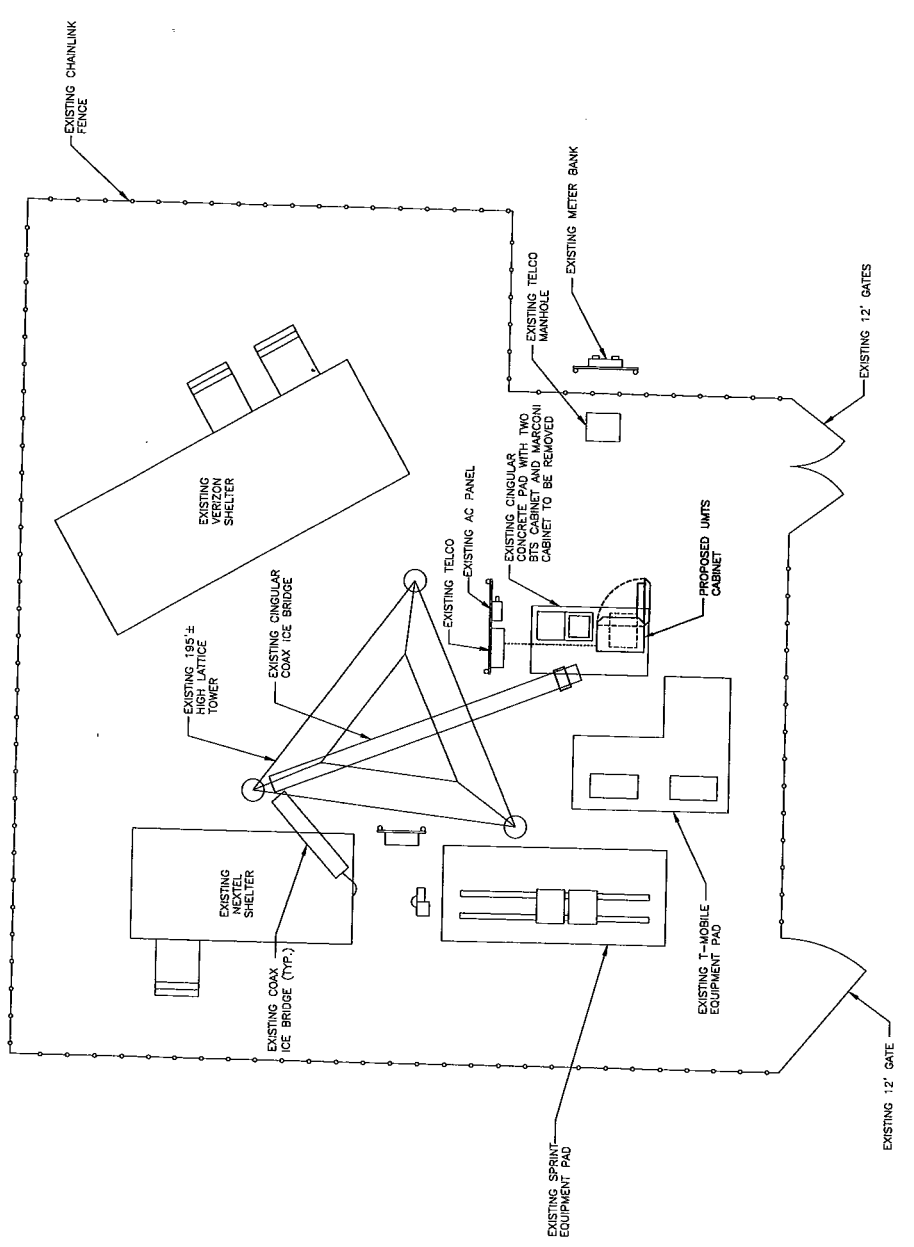 EXISTING CHAINLINK
FENCE
EXISTING METER BANK
EXISTING TELCO
MANHOLE
EXISTING 12' GATES
EXISTING
VERIZON
SHELTER
EXISTING CINGULAR
CONCRETE PAD WITH TWO
BTS CABINET AND MARCONI
CABINET TO BE REMOVED
EXISTING AC PANEL
EXISTING TELCO
PROPOSED UMTS
CABINET
EXISTING CINGULAR
COAX ICE BRIDGE
EXISTING 195'±
HIGH LATTICE
TOWER
EXISTING
NEXTEL
SHELTER
EXISTING COAX
ICE BRIDGE (TYP.)
EXISTING T-MOBILE
EQUIPMENT PAD
EXISTING 12' GATE
EXISTING SPRINT
EQUIPMENT PAD